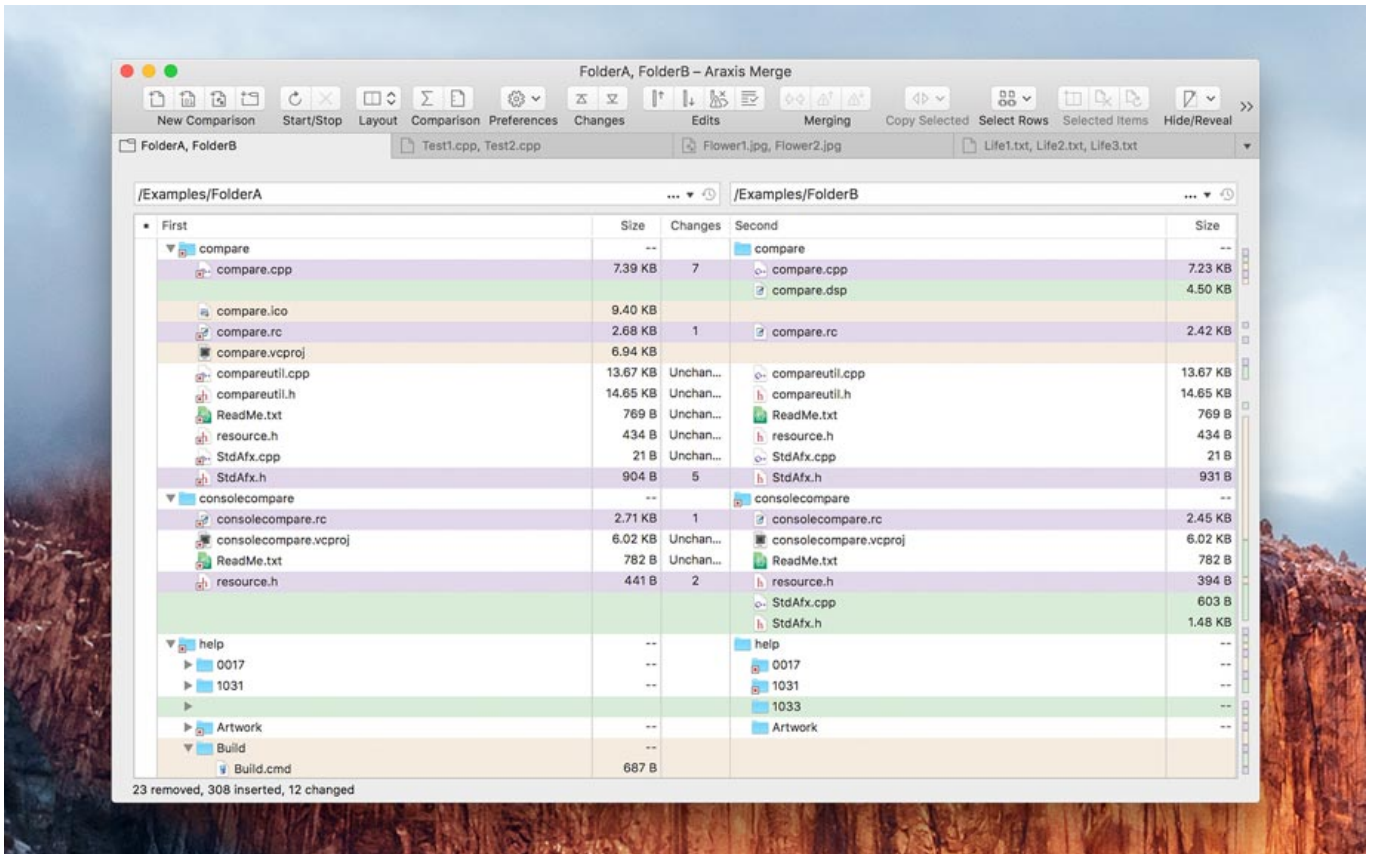 FolderA, FolderB – Araxis Merge
New Comparison Start/Stop Layout Comparison Preferences Changes Edits Merging Copy Selected Select Rows Selected Items Hide/Reveal
FolderA, FolderB Test1.cpp, Test2.cpp Flower1.jpg, Flower2.jpg Life1.txt, Life2.txt, Life3.txt
/Examples/FolderA ... /Examples/FolderB ...
First Size Changes Second Size
compare -- compare --
compare.cpp 7.39 KB 7 compare.cpp 7.23 KB
compare.dsp 4.50 KB
compare.ico 9.40 KB
compare.rc 2.68 KB 1 compare.rc 2.42 KB
compare.vcproj 6.94 KB
compareutil.cpp 13.67 KB Unchan... compareutil.cpp 13.67 KB
compareutil.h 14.65 KB Unchan... compareutil.h 14.65 KB
ReadMe.txt 769 B Unchan... ReadMe.txt 769 B
resource.h 434 B Unchan... resource.h 434 B
StdAfx.cpp 21 B Unchan... StdAfx.cpp 21 B
StdAfx.h 904 B 5 StdAfx.h 931 B
consolecompare -- consolecompare --
consolecompare.rc 2.71 KB 1 consolecompare.rc 2.45 KB
consolecompare.vcproj 6.02 KB Unchan... consolecompare.vcproj 6.02 KB
ReadMe.txt 782 B Unchan... ReadMe.txt 782 B
resource.h 441 B 2 resource.h 394 B
StdAfx.cpp 603 B
StdAfx.h 1.48 KB
help -- help --
0017 -- 0017 --
1031 -- 1031 --
1033 --
Artwork -- Artwork --
Build --
Build.cmd 687 B
23 removed, 308 inserted, 12 changed